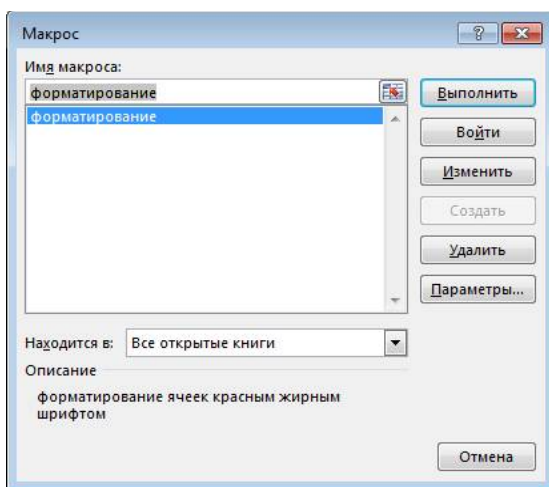 Макрос
Имя макроса:
форматирование
Выполнить
форматирование
Войти
Изменить
Создать
Удалить
Параметры...
Находится в: Все открытые книги
Описание
форматирование ячеек красным жирным
шрифтом
Отмена